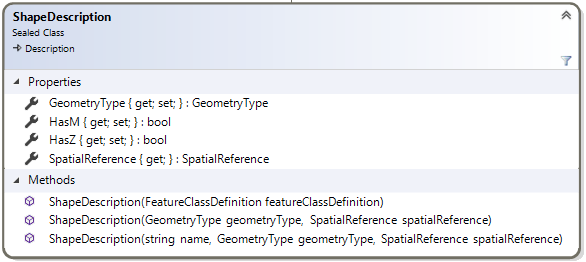 ShapeDescription
Sealed Class
Description
Properties
GeometryType { get; set; } : GeometryType
HasM { get; set; } : bool
HasZ { get; set; } : bool
SpatialReference { get; } : SpatialReference
Methods
ShapeDescription(FeatureClassDefinition featureClassDefinition)
ShapeDescription(GeometryType geometryType, SpatialReference spatialReference)
ShapeDescription(string name, GeometryType geometryType, SpatialReference spatialReference)